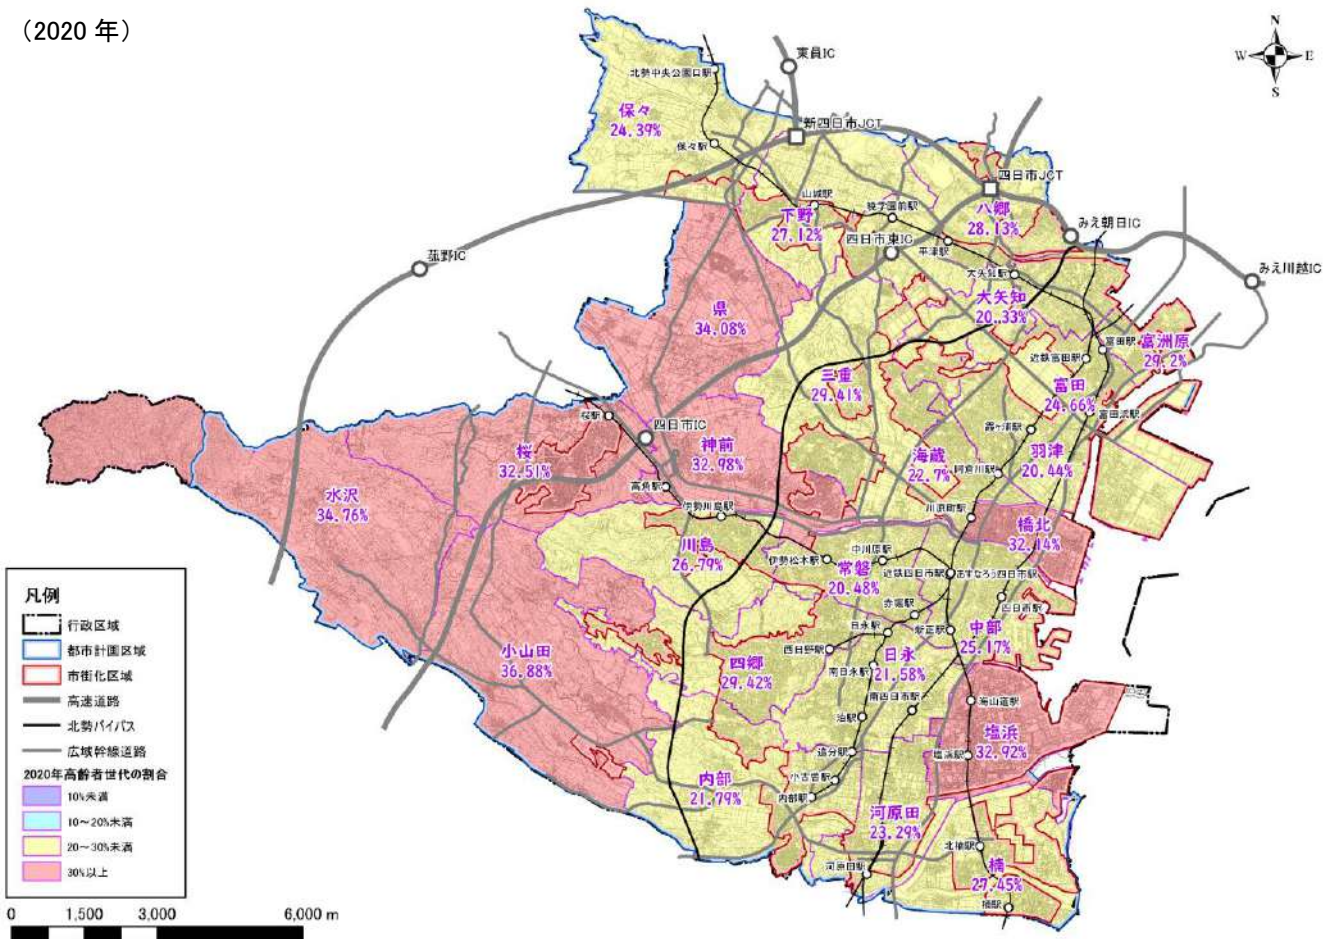 (2020 年)
N
W
E
S
東員IC
北勢中央公園口駅
保々
24.39%
新四日市JCT
保々駅
四日市JCT
山城駅
下野
27.12%
暁学園前駅
八郷
28.13%
みえ朝日IC
四日市東IC
平津駅
菰野IC
大矢知駅
みえ川越IC
大矢知
20.33%
県
34.08%
富田駅
富洲原
29.2%
近鉄富田駅
三重
29.41%
富田
24.66%
富田浜駅
桜駅
霞ヶ浦駅
四日市IC
桜
32.51%
神前
32.98%
海蔵
22.7%
羽津
20.44%
阿倉川駅
高角駅
水沢
34.76%
伊勢川島駅
川原町駅
橋北
32.14%
川島
26.79%
伊勢松本駅
中川原駅
常磐
20.48%
近鉄四日市駅
あすなろう四日市駅
赤堀駅
四日市駅
日永駅
新正駅
中部
25.17%
西日野駅
小山田
36.88%
四郷
29.42%
日永
21.58%
南日永駅
南四日市駅
海山道駅
泊駅
塩浜
32.92%
追分駅
塩浜駅
内部
21.79%
小古曽駅
内部駅
河原田
23.29%
北楠駅
河原田駅
楠
27.45%
楠駅
凡例
行政区域
都市計画区域
市街化区域
高速道路
北勢バイパス
広域幹線道路
2020年高齢者世代の割合
10%未満
10～20%未満
20～30%未満
30%以上
0 1,500 3,000 6,000 m